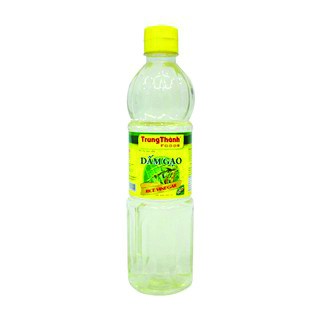 TrungThành
FOODS
DẤM GẠO
RICE VINEGAR